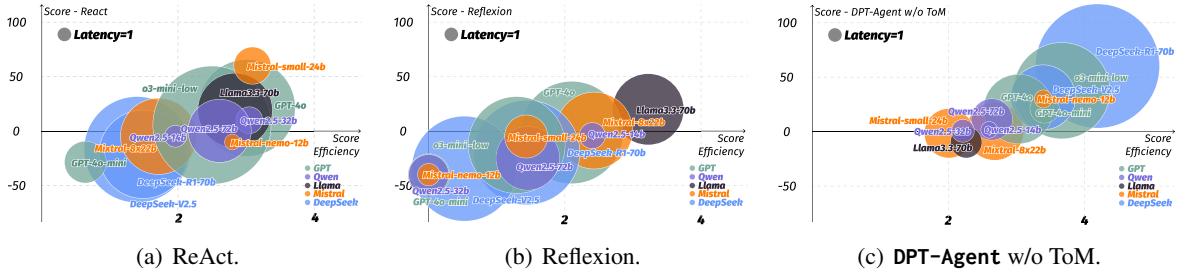 Score - ReAct
100
Latency=1
Mistral-small-24b
50
o3-mini-low
Llama3.3-70b
GPT-4o
Qwen2.5-32b
Qwen2.5-72b
0
Qwen2.5-14b
Mistral-nemo-12b
Score
Efficiency
Mixtral-8x22b
GPT-4o-mini
DeepSeek-R1-70b
-50
DeepSeek-V2.5
GPT
Qwen
Llama
Mistral
DeepSeek
2
4
(a) ReAct.
Score - Reflexion
100
Latency=1
50
GPT-4o
Llama3.3-70b
Mixtral-8x22b
0
Mistral-small-24b
Qwen2.5-14b
Score
Efficiency
o3-mini-low
DeepSeek-R1-70b
Qwen2.5-72b
Mistral-nemo-12b
-50
Qwen2.5-32b
GPT-4o-mini
DeepSeek-V2.5
GPT
Qwen
Llama
Mistral
DeepSeek
2
4
(b) Reflexion.
Score - DPT-Agent w/o ToM
100
Latency=1
DeepSeek-R1-70b
50
o3-mini-low
DeepSeek-V2.5
GPT-4o
Mistral-nemo-12b
Qwen2.5-72b
GPT-4o-mini
Mistral-small-24b
0
Qwen2.5-32b
Qwen2.5-14b
Score
Efficiency
Llama3.3-70b
Mixtral-8x22b
-50
GPT
Qwen
Llama
Mistral
DeepSeek
2
4
(c) DPT-Agent w/o ToM.